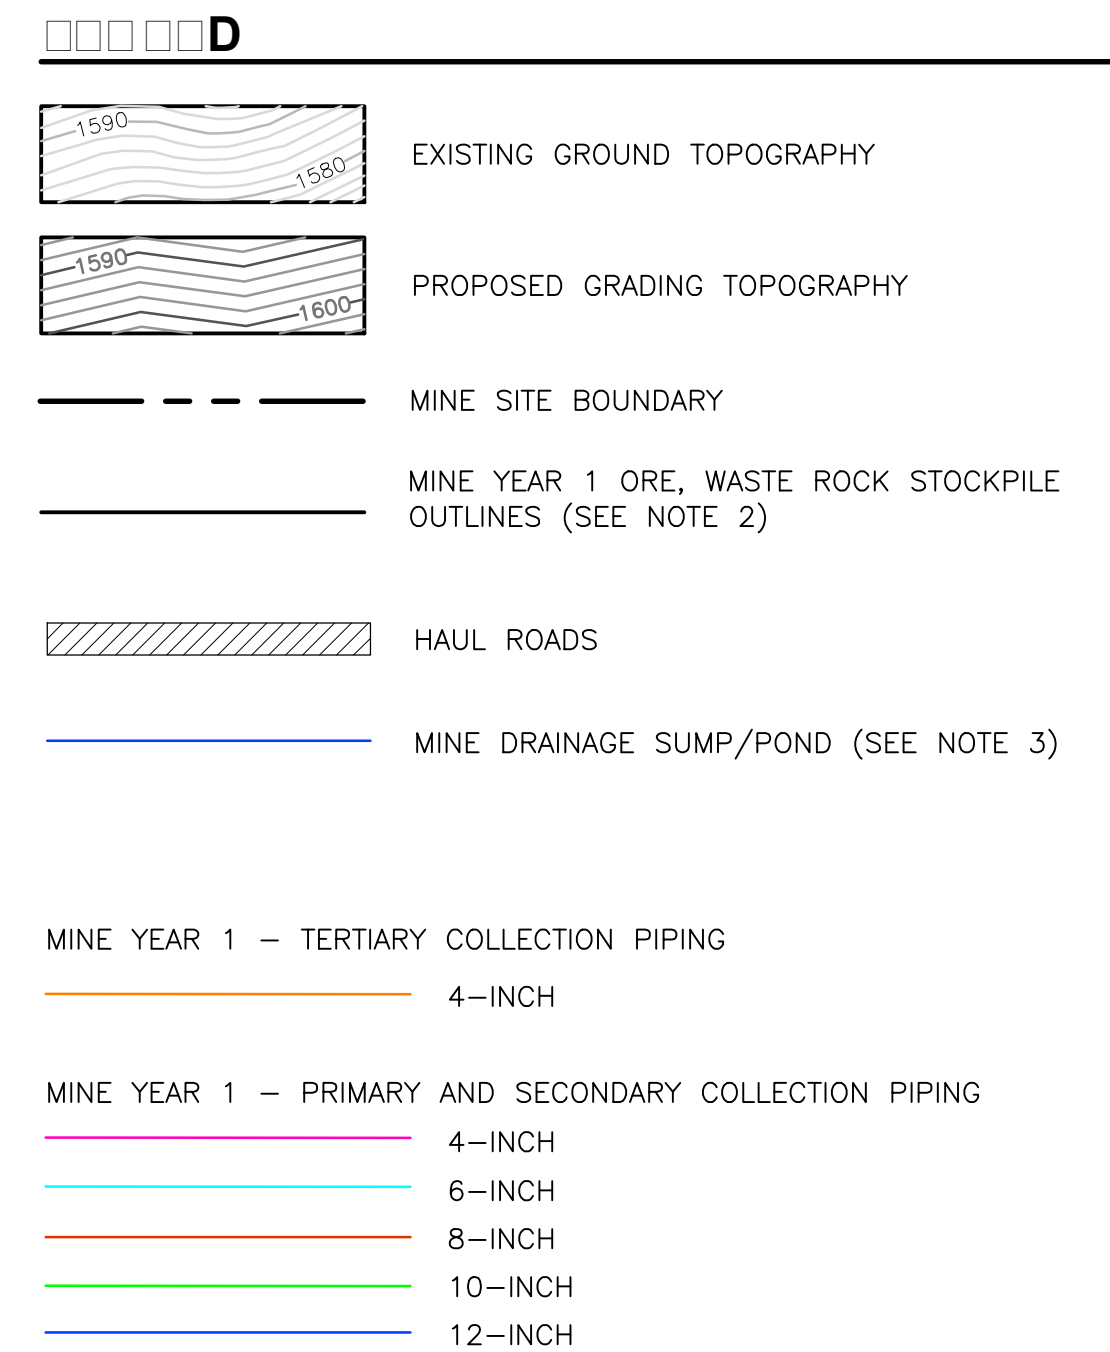 □□□ □□D
1590
1580
EXISTING GROUND TOPOGRAPHY
1590
1600
PROPOSED GRADING TOPOGRAPHY
MINE SITE BOUNDARY
MINE YEAR 1 ORE, WASTE ROCK STOCKPILE
OUTLINES (SEE NOTE 2)
HAUL ROADS
MINE DRAINAGE SUMP/POND (SEE NOTE 3)
MINE YEAR 1 – TERTIARY COLLECTION PIPING
4–INCH
MINE YEAR 1 – PRIMARY AND SECONDARY COLLECTION PIPING
4–INCH
6–INCH
8–INCH
10–INCH
12–INCH